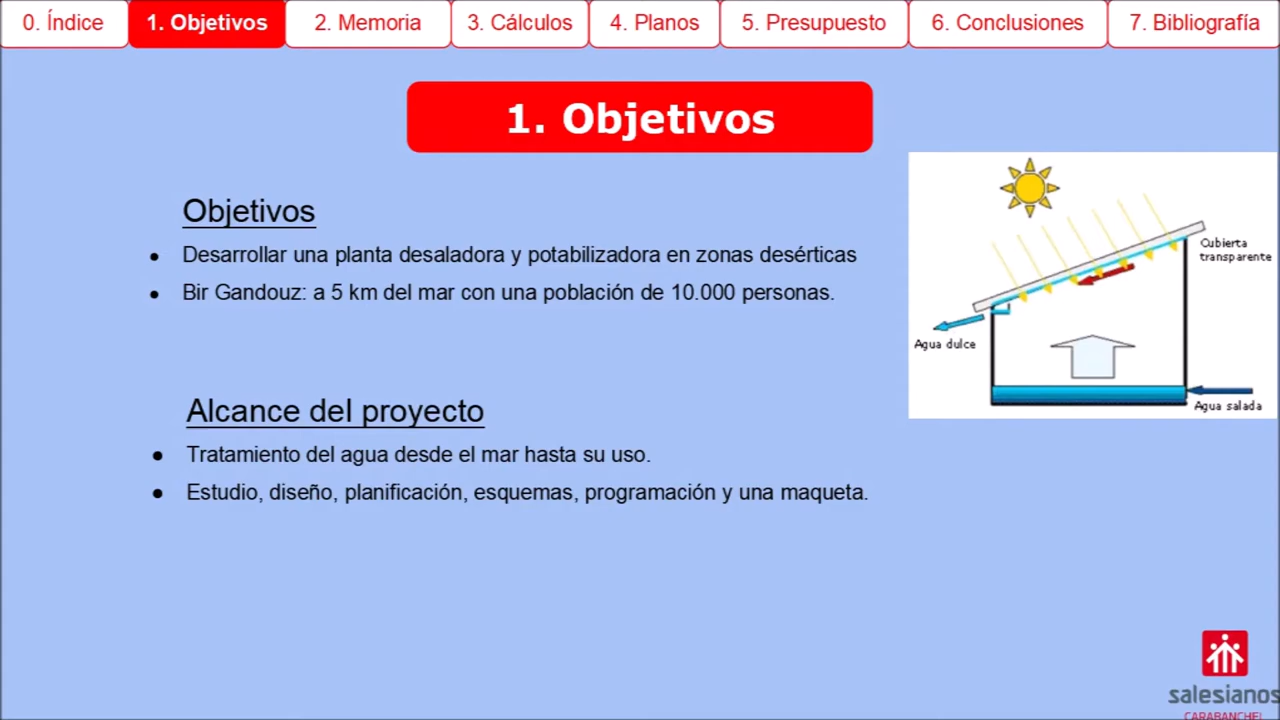 0. Índice
1. Objetivos
2. Memoria
3. Cálculos
4. Planos
5. Presupuesto
6. Conclusiones
7. Bibliografía
1. Objetivos
Objetivos
● Desarrollar una planta desaladora y potabilizadora en zonas desérticas
● Bir Gandouz: a 5 km del mar con una población de 10.000 personas.
Cubierta
transparente
Agua dulce
Agua salada
Alcance del proyecto
● Tratamiento del agua desde el mar hasta su uso.
● Estudio, diseño, planificación, esquemas, programación y una maqueta.
salesianos
CARABANCHEL